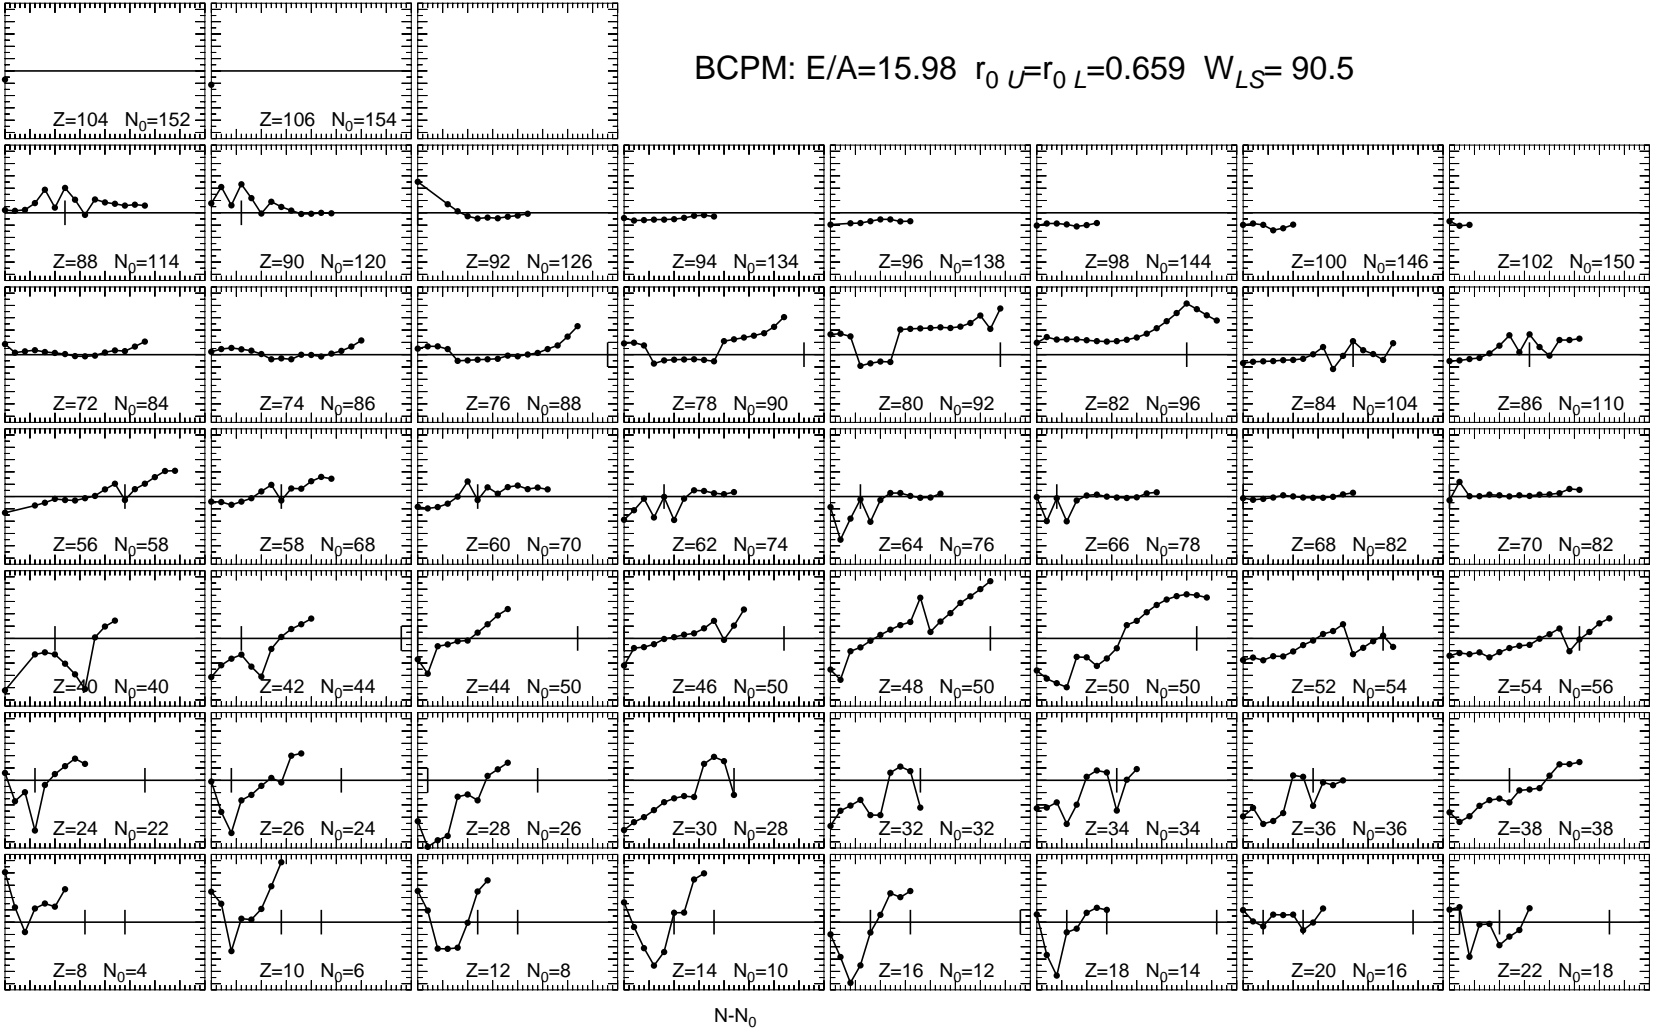 BCPM: E/A=15.98 r0 U=r0 L=0.659 WLS= 90.5
Z=104 N0=152 Z=106 N0=154
Z=88 N0=114 Z=90 N0=120 Z=92 N0=126 Z=94 N0=134 Z=96 N0=138 Z=98 N0=144 Z=100 N0=146 Z=102 N0=150
Z=72 N0=84 Z=74 N0=86 Z=76 N0=88 Z=78 N0=90 Z=80 N0=92 Z=82 N0=96 Z=84 N0=104 Z=86 N0=110
Z=56 N0=58 Z=58 N0=68 Z=60 N0=70 Z=62 N0=74 Z=64 N0=76 Z=66 N0=78 Z=68 N0=82 Z=70 N0=82
Z=40 N0=40 Z=42 N0=44 Z=44 N0=50 Z=46 N0=50 Z=48 N0=50 Z=50 N0=50 Z=52 N0=54 Z=54 N0=56
Z=24 N0=22 Z=26 N0=24 Z=28 N0=26 Z=30 N0=28 Z=32 N0=32 Z=34 N0=34 Z=36 N0=36 Z=38 N0=38
Z=8 N0=4 Z=10 N0=6 Z=12 N0=8 Z=14 N0=10 Z=16 N0=12 Z=18 N0=14 Z=20 N0=16 Z=22 N0=18
N-N0